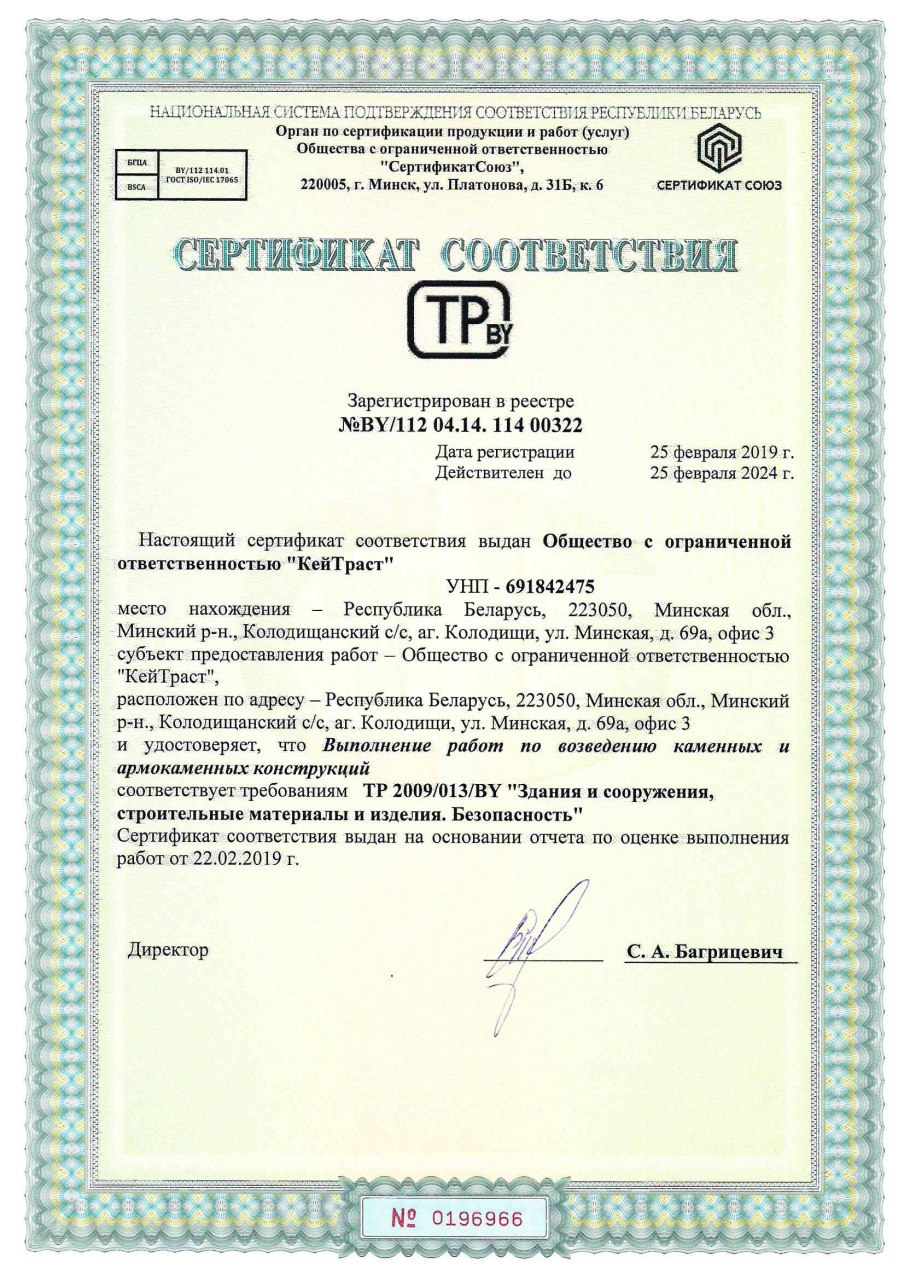 НАЦИОНАЛЬНАЯ СИСТЕМА ПОДТВЕРЖДЕНИЯ СООТВЕТСТВИЯ РЕСПУБЛИКИ БЕЛАРУСЬ
Орган по сертификации продукции и работ (услуг)
Общества с ограниченной ответственностью
"СертификатСоюз",
220005, г. Минск, ул. Платонова, д. 31Б, к. 6
БГЦА
BSCA
BY/112 114.01
ГОСТ ISO/IEC 17065
СЕРТИФИКАТ СОЮЗ
СЕРТИФИКАТ СООТВЕТСТВИЯ
ТР BY
Зарегистрирован в реестре
№BY/112 04.14. 114 00322
Дата регистрации 25 февраля 2019 г.
Действителен до 25 февраля 2024 г.
Настоящий сертификат соответствия выдан Общество с ограниченной
ответственностью "КейТраст"
УНП - 691842475
место нахождения – Республика Беларусь, 223050, Минская обл.,
Минский р-н., Колодищанский с/с, аг. Колодищи, ул. Минская, д. 69а, офис 3
субъект предоставления работ – Общество с ограниченной ответственностью
"КейТраст",
расположен по адресу – Республика Беларусь, 223050, Минская обл., Минский
р-н., Колодищанский с/с, аг. Колодищи, ул. Минская, д. 69а, офис 3
и удостоверяет, что Выполнение работ по возведению каменных и
армокаменных конструкций
соответствует требованиям ТР 2009/013/BY "Здания и сооружения,
строительные материалы и изделия. Безопасность"
Сертификат соответствия выдан на основании отчета по оценке выполнения
работ от 22.02.2019 г.
Директор С. А. Багрицевич
№ 0196966